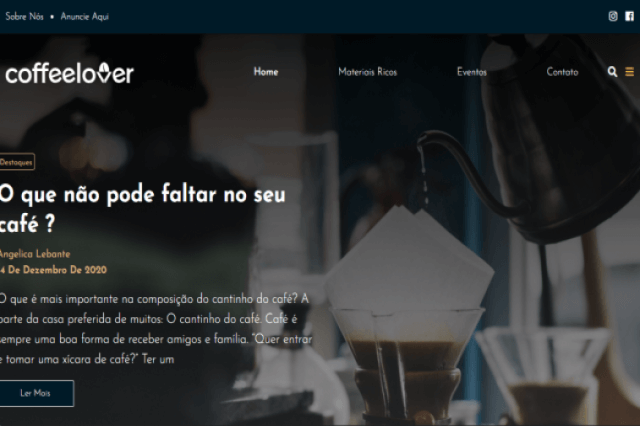 Sobre Nós • Anuncie Aqui
coffeelover
Home Materiais Ricos Eventos Contato
Destaques
O que não pode faltar no seu
café ?
Angelica Lebante
4 De Dezembro De 2020
O que é mais importante na composição do cantinho do café? A
parte da casa preferida de muitos: O cantinho do café. Café é
sempre uma boa forma de receber amigos e família. “Quer entrar
e tomar uma xícara de café?” Ter um
Ler Mais